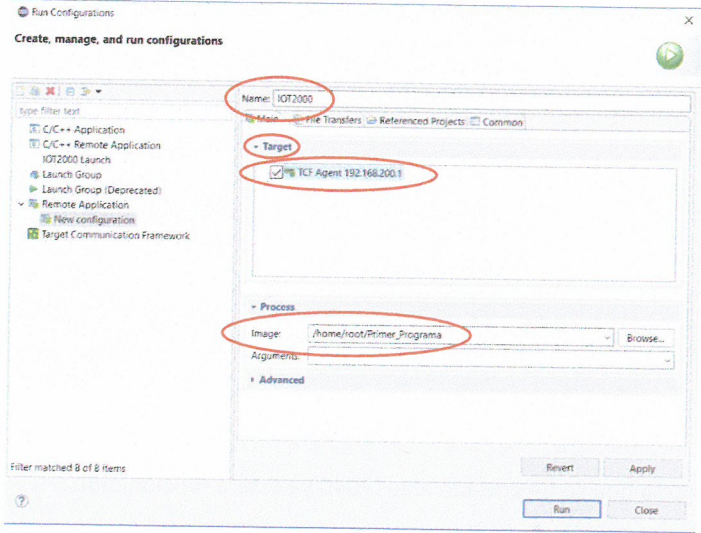 Run Configurations
Create, manage, and run configurations
type filter text
C/C++ Application
C/C++ Remote Application
IOT2000 Launch
Launch Group
Launch Group (Deprecated)
Remote Application
New configuration
Target Communication Framework
Filter matched 8 of 8 items
Name: IOT2000
Main File Transfers Referenced Projects Common
Target
TCF Agent 192.168.200.1
Process
Image: /home/root/Primer_Programa Browse...
Arguments:
Advanced
Revert Apply
Run Close